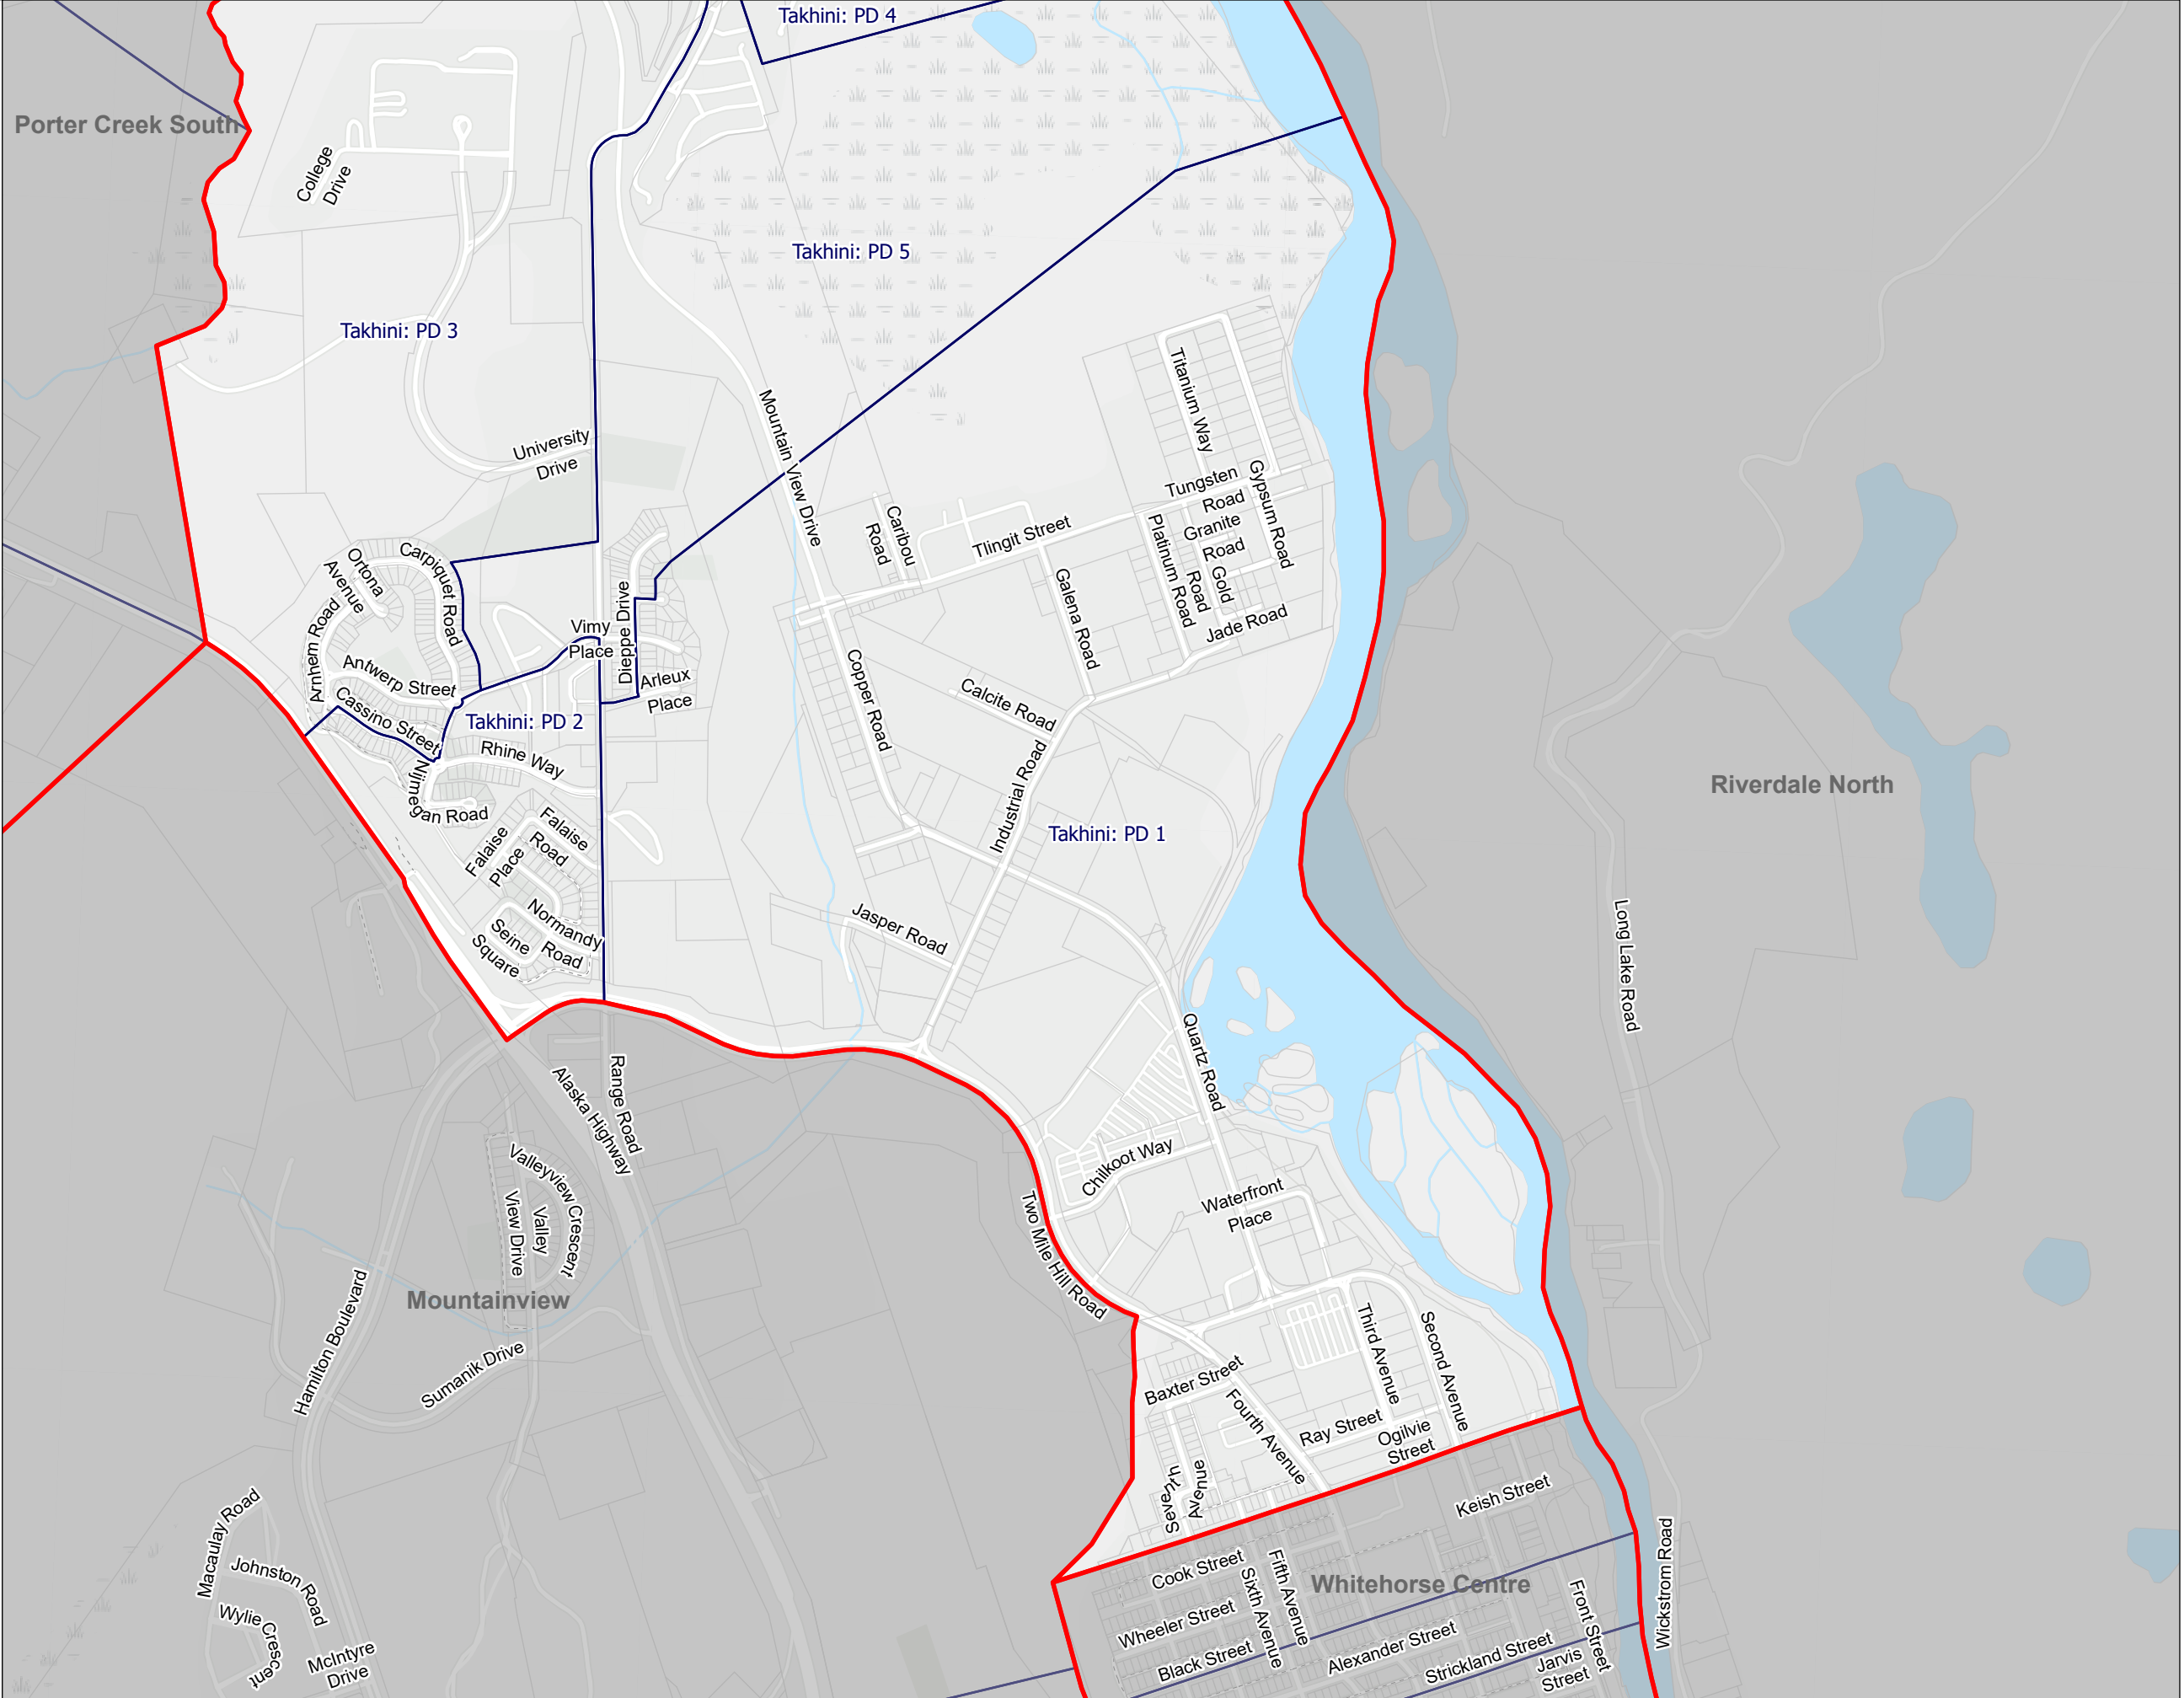 Takhini: PD 4
Porter Creek South
College
Drive
Takhini: PD 5
Takhini: PD 3
Titanium Way
Mountain View Drive
University
Drive
Tungsten
Road
Gypsum Road
Caribou
Road
Tlingit Street
Platinum Road
Granite
Road
Gold
Road
Jade Road
Galena Road
Ortona
Avenue
Carpiquet Road
Arnhem Road
Antwerp Street
Cassino Street
Vimy
Place
Dieppe Drive
Arleux
Place
Takhini: PD 2
Rhine Way
Nijmegan Road
Copper Road
Calcite Road
Industrial Road
Takhini: PD 1
Riverdale North
Falaise
Road
Falaise
Place
Normandy
Road
Seine
Square
Jasper Road
Long Lake Road
Quartz Road
Range Road
Alaska Highway
Chilkoot Way
Waterfront
Place
Two Mile Hill Road
Valleyview Crescent
Valley
View Drive
Mountainview
Hamilton Boulevard
Sumanik Drive
Third Avenue
Second Avenue
Baxter Street
Fourth Avenue
Ray Street
Ogilvie
Street
Seventh
Avenue
Keish Street
Macaulay Road
Johnston Road
Wylie Crescent
McIntyre
Drive
Cook Street
Fifth Avenue
Sixth Avenue
Whitehorse Centre
Wheeler Street
Black Street
Alexander Street
Strickland Street
Jarvis
Street
Front Street
Wickstrom Road